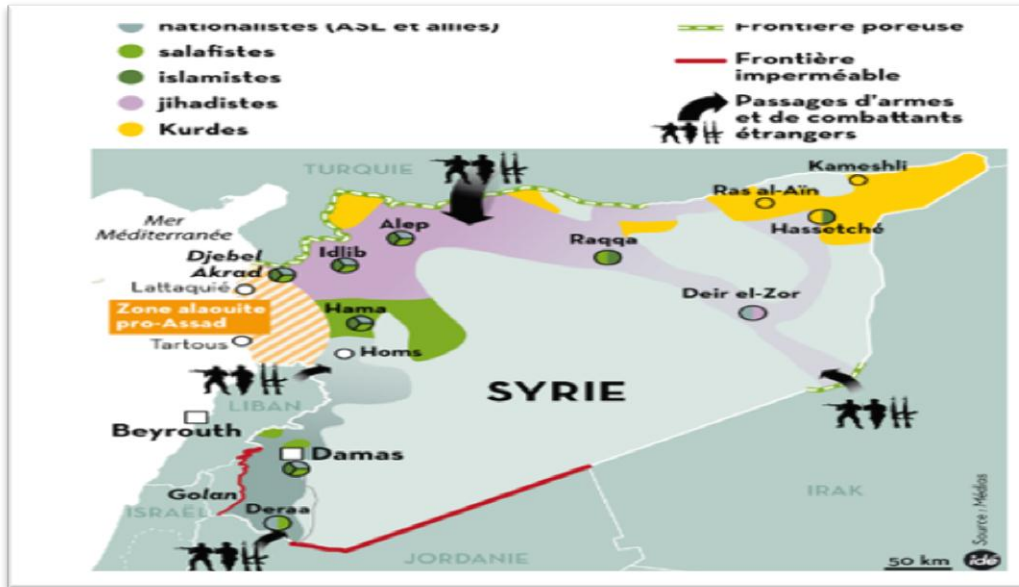 nationalistes (ASL et alliés)
salafistes
islamistes
jihadistes
Kurdes
Frontière poreuse
Frontière
imperméable
Passages d'armes
et de combattants
étrangers
TURQUIE
Kameshli
Ras al-Aïn
Hassetché
Mer
Méditerranée
Alep
Raqqa
Djebel
Akrad
Idlib
Lattaquié
Deir el-Zor
Zone alaouite
pro-Assad
Hama
Tartous
Homs
SYRIE
LIBAN
Beyrouth
Damas
Golan
ISRAËL
Deraa
IRAK
JORDANIE
50 km
idé
Source : Médias